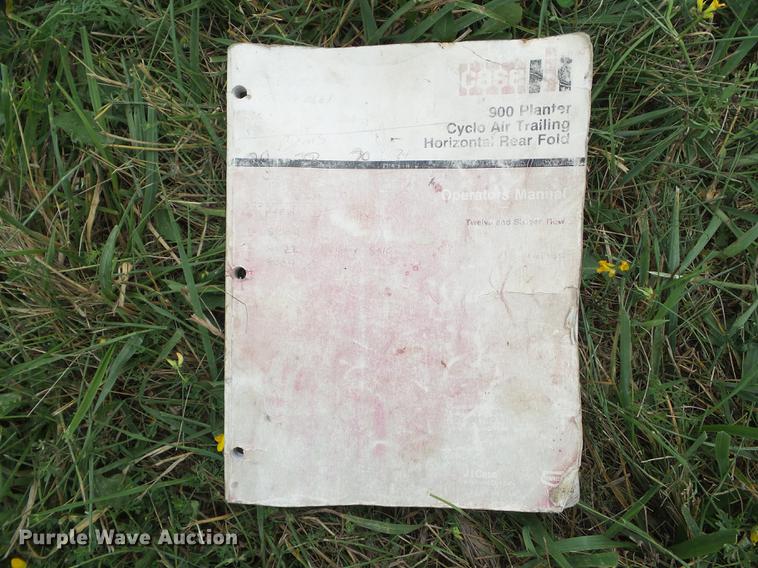 case IH
900 Planter
Cyclo Air Trailing
Horizontal Rear Fold
Operators Manual
Twelve and Sixteen Row
J I Case
Purple Wave Auction